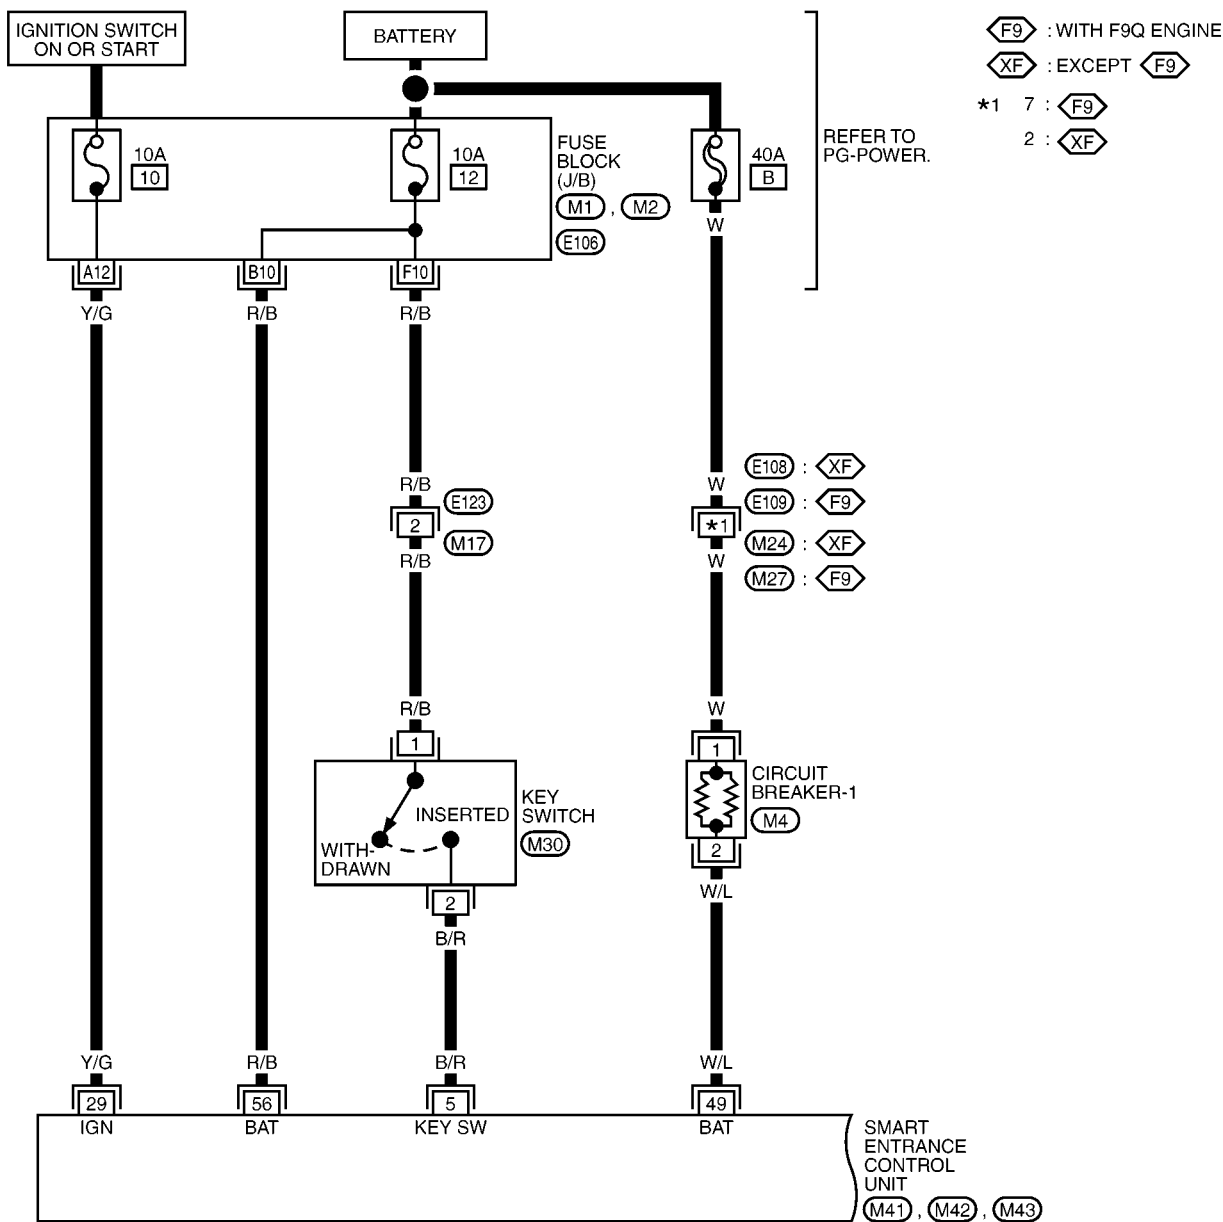 IGNITION SWITCH
ON OR START
BATTERY
F9 : WITH F9Q ENGINE
XF : EXCEPT F9
*1 7 : F9
2 : XF
10A
10
10A
12
FUSE
BLOCK
(J/B)
M1 , M2
E106
40A
B
REFER TO
PG-POWER.
A12
B10
F10
W
Y/G
R/B
R/B
R/B
2
R/B
E123
M17
W
*1
W
E108 : XF
E109 : F9
M24 : XF
M27 : F9
R/B
1
INSERTED
WITH-
DRAWN
KEY
SWITCH
M30
2
B/R
W
1
CIRCUIT
BREAKER-1
M4
2
W/L
Y/G
R/B
B/R
W/L
29
56
5
49
IGN
BAT
KEY SW
BAT
SMART
ENTRANCE
CONTROL
UNIT
M41 , M42 , M43